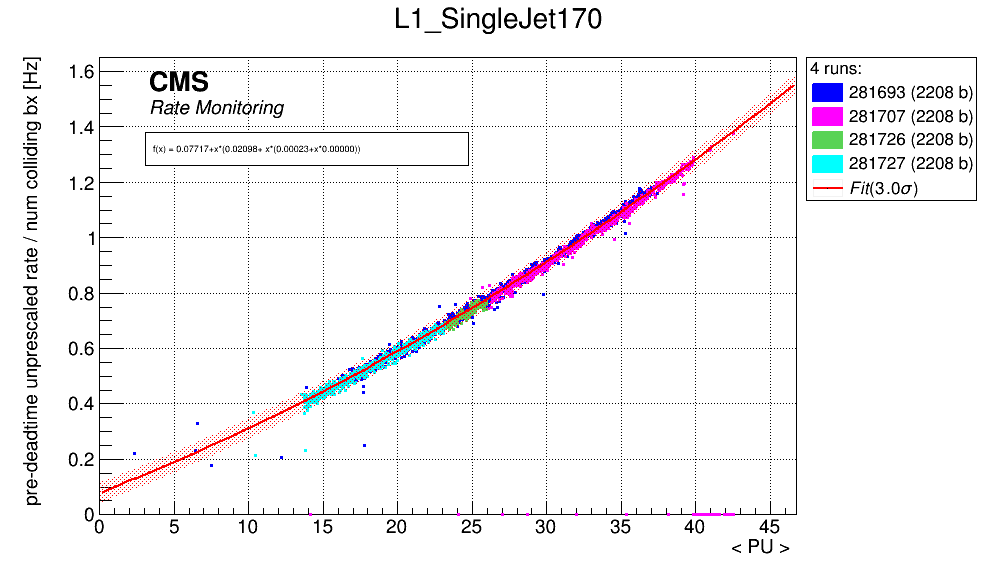 L1_SingleJet170
pre-deadtime unprescaled rate / num colliding bx [Hz]
1.6
1.4
1.2
1
0.8
0.6
0.4
0.2
0
CMS
Rate Monitoring
f(x) = 0.07717+x*(0.02098+ x*(0.00023+x*0.00000))
4 runs:
281693 (2208 b)
281707 (2208 b)
281726 (2208 b)
281727 (2208 b)
Fit(3.0σ)
0 5 10 15 20 25 30 35 40 45
< PU >